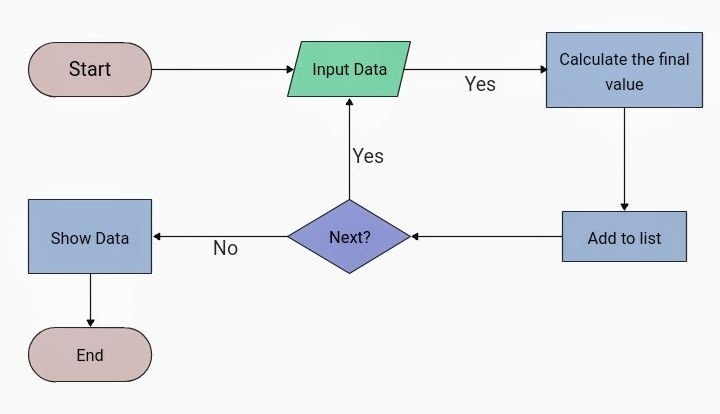 Start
Input Data
Yes
Calculate the final
value
Yes
Show Data
No
Next?
Add to list
End